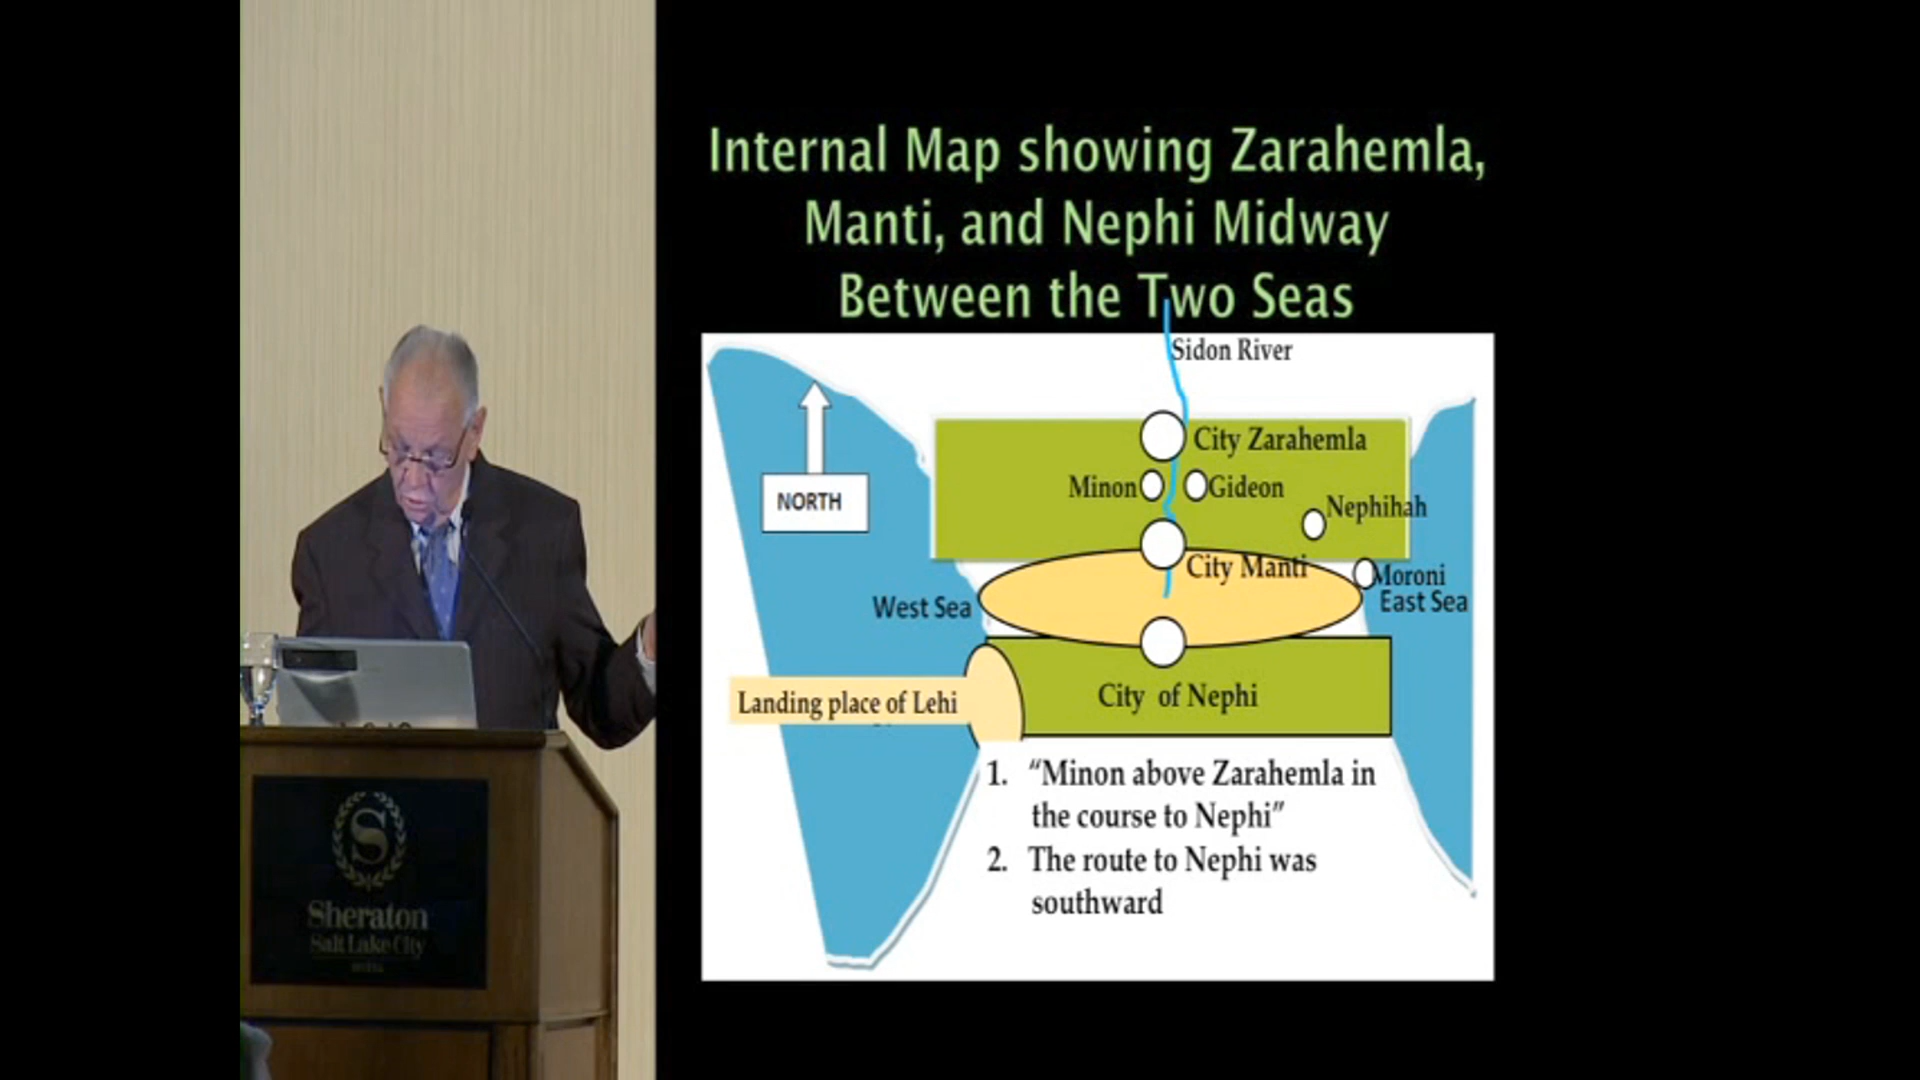 Internal Map showing Zarahemla,
Manti, and Nephi Midway
Between the Two Seas
Sidon River
City Zarahemla
Minon
Gideon
Nephihah
NORTH
City Manti
Moroni
West Sea
East Sea
Landing place of Lehi
City of Nephi
1. “Minon above Zarahemla in
the course to Nephi”
2. The route to Nephi was
southward
S
Sheraton
Salt Lake City